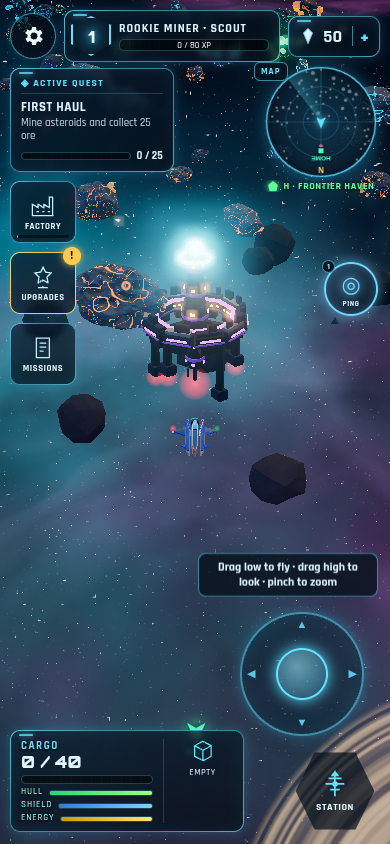 1
ROOKIE MINER · SCOUT
0 / 80 XP
50
+
ACTIVE QUEST
FIRST HAUL
Mine asteroids and collect 25
ore
0 / 25
MAP
HOME
N
H · FRONTIER HAVEN
FACTORY
!
UPGRADES
MISSIONS
1
PING
Drag low to fly · drag high to
look · pinch to zoom
CARGO
0 / 40
HULL
SHIELD
ENERGY
EMPTY
STATION